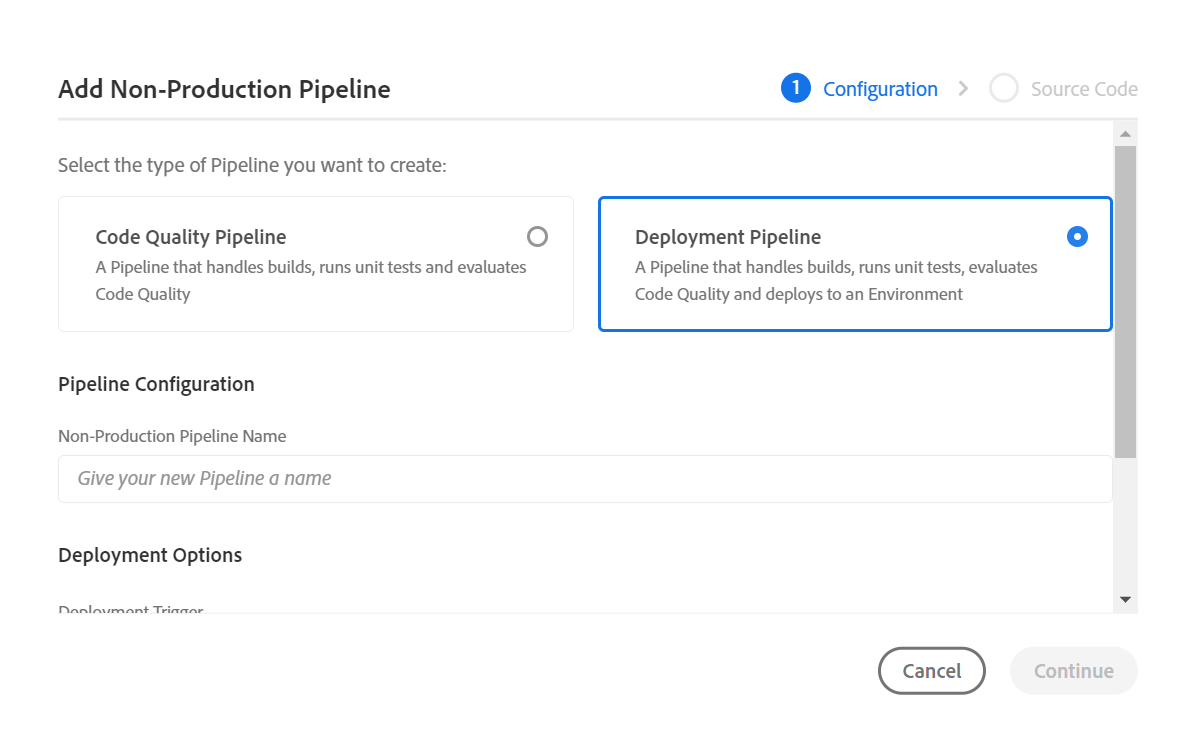 Add Non-Production Pipeline
1 Configuration
Source Code
Select the type of Pipeline you want to create:
Code Quality Pipeline
A Pipeline that handles builds, runs unit tests and evaluates
Code Quality
Deployment Pipeline
A Pipeline that handles builds, runs unit tests, evaluates
Code Quality and deploys to an Environment
Pipeline Configuration
Non-Production Pipeline Name
Give your new Pipeline a name
Deployment Options
Deployment Trigger
Cancel
Continue